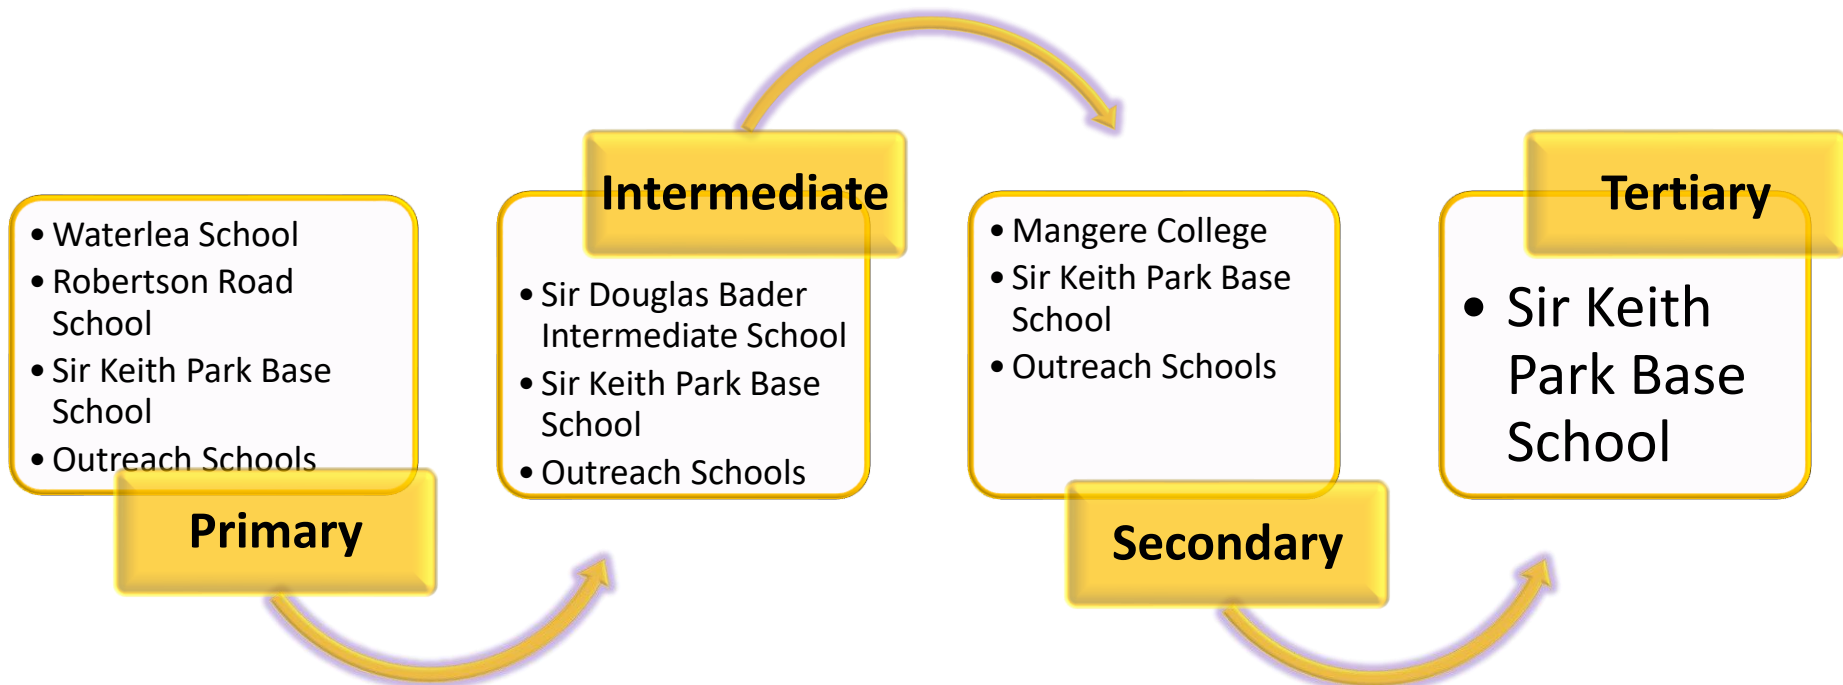 • Waterlea School
• Robertson Road
School
• Sir Keith Park Base
School
• Outreach Schools
Primary
Intermediate
• Sir Douglas Bader
Intermediate School
• Sir Keith Park Base
School
• Outreach Schools
• Mangere College
• Sir Keith Park Base
School
• Outreach Schools
Secondary
Tertiary
• Sir Keith
Park Base
School